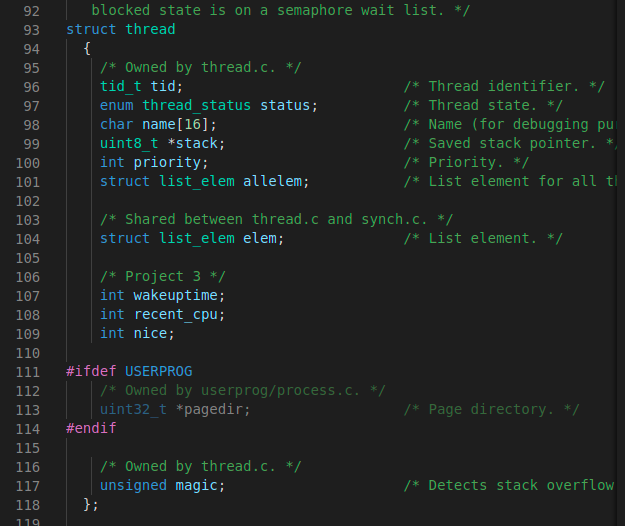 92 blocked state is on a semaphore wait list. */
93 struct thread
94 {
95 /* Owned by thread.c. */
96 tid_t tid; /* Thread identifier. */
97 enum thread_status status; /* Thread state. */
98 char name[16]; /* Name (for debugging pu
99 uint8_t *stack; /* Saved stack pointer. */
100 int priority; /* Priority. */
101 struct list_elem allelem; /* List element for all th
102
103 /* Shared between thread.c and synch.c. */
104 struct list_elem elem; /* List element. */
105
106 /* Project 3 */
107 int wakeuptime;
108 int recent_cpu;
109 int nice;
110
111 #ifdef USERPROG
112 /* Owned by userprog/process.c. */
113 uint32_t *pagedir; /* Page directory. */
114 #endif
115
116 /* Owned by thread.c. */
117 unsigned magic; /* Detects stack overflow
118 };
119